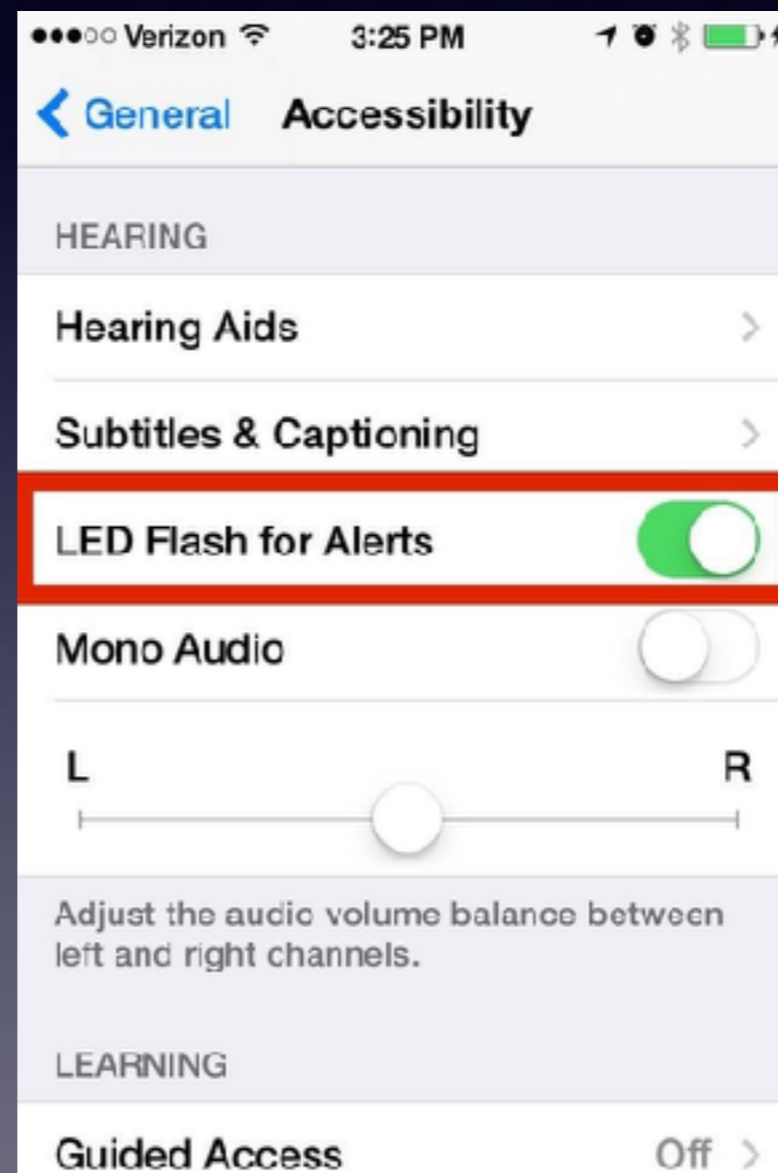 Verizon 3:25 PM
General Accessibility
HEARING
Hearing Aids
Subtitles & Captioning
LED Flash for Alerts
Mono Audio
L R
Adjust the audio volume balance between
left and right channels.
LEARNING
Guided Access Off